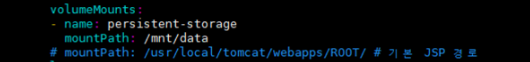 volumeMounts:
- name: persistent-storage
  mountPath: /mnt/data
# mountPath: /usr/local/tomcat/webapps/ROOT/ # 기본 JSP 경로